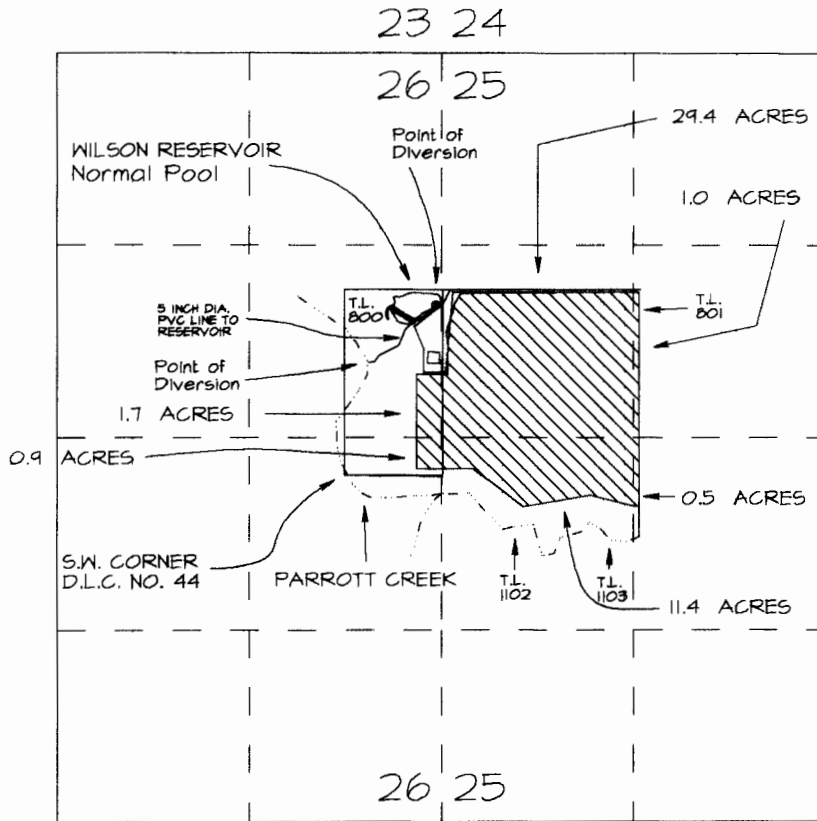 23 24
26 25
29.4 ACRES
Point of
Diversion
WILSON RESERVOIR
Normal Pool
1.0 ACRES
T.L.
800
T.L.
801
5 INCH DIA.
PVC LINE TO
RESERVOIR
Point of
Diversion
1.7 ACRES
0.9 ACRES
0.5 ACRES
S.W. CORNER
D.L.C. NO. 44
PARROTT CREEK
T.L.
1102
T.L.
1103
11.4 ACRES
26 25